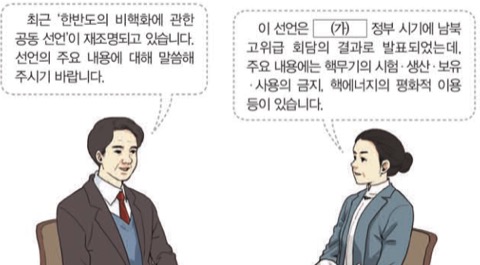 최근 ‘한반도의 비핵화에 관한
공동 선언’이 재조명되고 있습니다.
선언의 주요 내용에 대해 말씀해
주시기 바랍니다.
이 선언은 (가) 정부 시기에 남북
고위급 회담의 결과로 발표되었는데,
주요 내용에는 핵무기의 시험·생산·보유
·사용의 금지, 핵에너지의 평화적 이용
등이 있습니다.